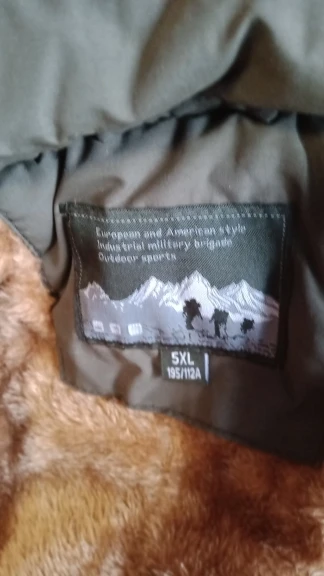 European and American style
Industrial military brigade
Outdoor sports
5XL
195/112A